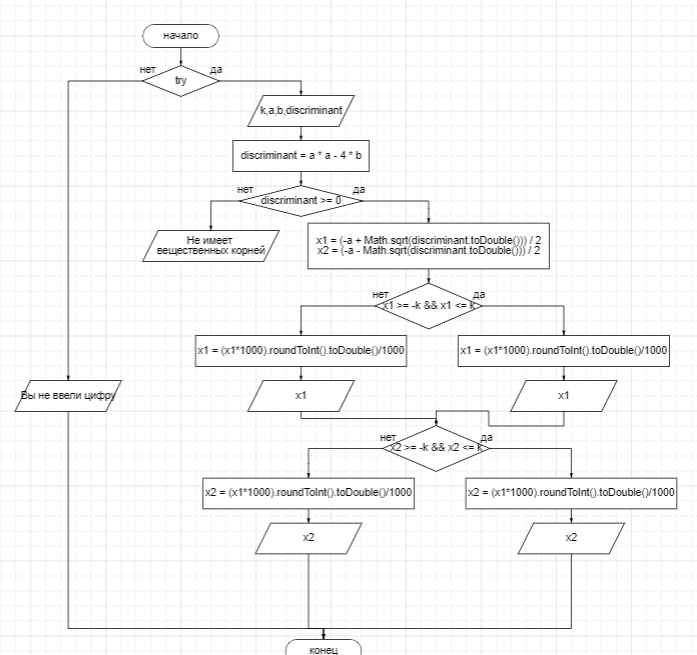 начало
нет
да
try
k,a,b,discriminant
discriminant = a * a - 4 * b
нет
да
discriminant >= 0
Не имеет
вещественных корней
x1 = (-a + Math.sqrt(discriminant.toDouble())) / 2
x2 = (-a - Math.sqrt(discriminant.toDouble())) / 2
нет
да
x1 >= -k && x1 <= k
x1 = (x1*1000).roundToInt().toDouble()/1000
x1 = (x1*1000).roundToInt().toDouble()/1000
Вы не ввели цифру
x1
x1
нет
да
x2 >= -k && x2 <= k
x2 = (x1*1000).roundToInt().toDouble()/1000
x2 = (x1*1000).roundToInt().toDouble()/1000
x2
x2
конец